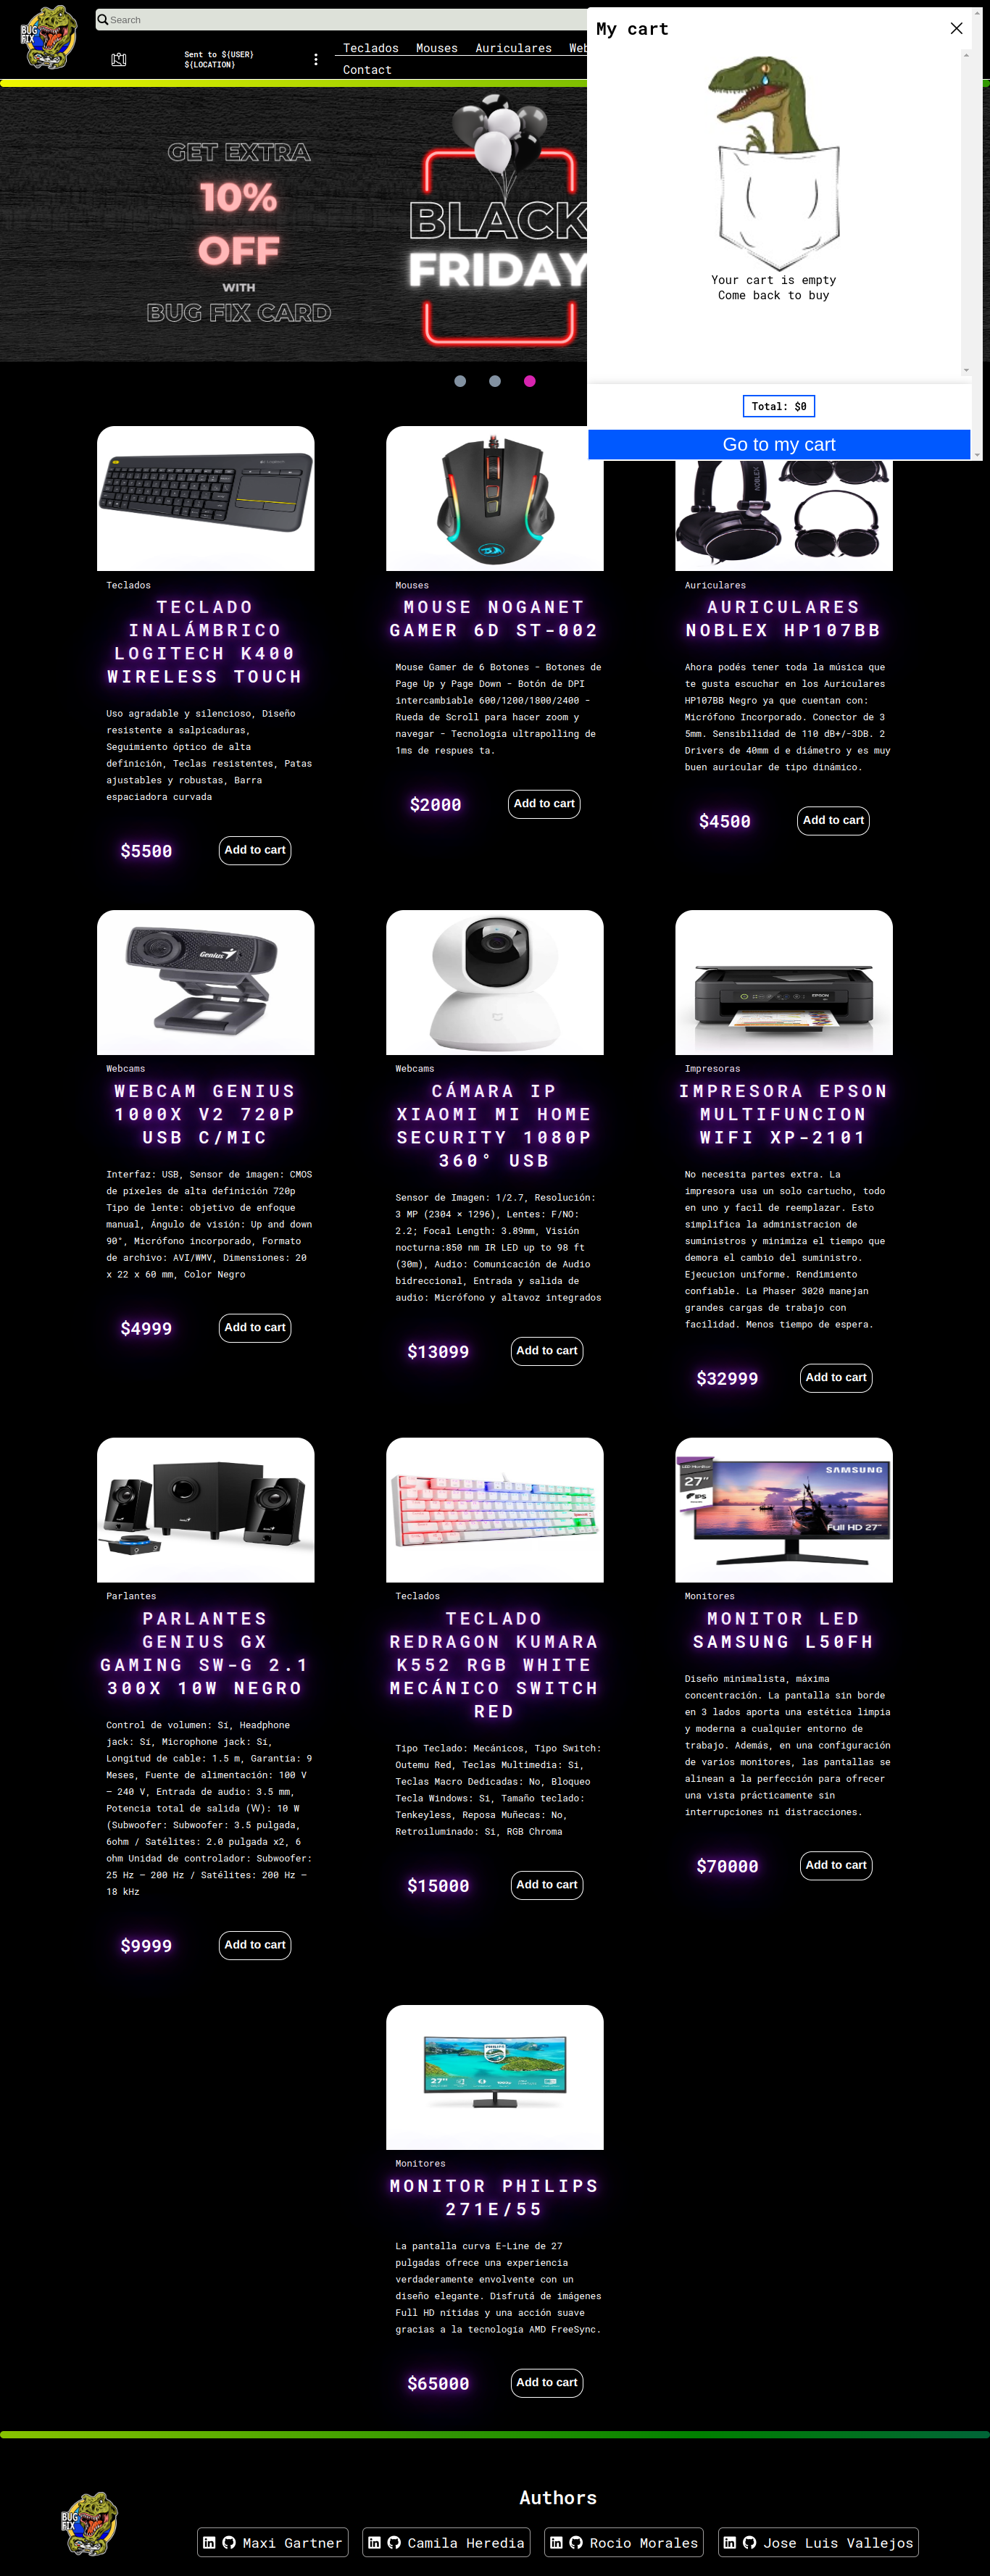 BUG
FIX
Search
Sent to ${USER}
${LOCATION}
Teclados Mouses Auriculares Web
Contact
My cart
Your cart is empty
Come back to buy
Total: $0
Go to my cart
GET EXTRA
10%
OFF
WITH
BUG FIX CARD
BLACK
FRIDAY
NOBLEX
Teclados
TECLADO
INALÁMBRICO
LOGITECH K400
WIRELESS TOUCH
Uso agradable y silencioso, Diseño
resistente a salpicaduras,
Seguimiento óptico de alta
definición, Teclas resistentes, Patas
ajustables y robustas, Barra
espaciadora curvada
$5500
Add to cart
Mouses
MOUSE NOGANET
GAMER 6D ST-002
Mouse Gamer de 6 Botones - Botones de
Page Up y Page Down - Botón de DPI
intercambiable 600/1200/1800/2400 -
Rueda de Scroll para hacer zoom y
navegar - Tecnología ultrapolling de
1ms de respues ta.
$2000
Add to cart
Auriculares
AURICULARES
NOBLEX HP107BB
Ahora podés tener toda la música que
te gusta escuchar en los Auriculares
HP107BB Negro ya que cuentan con:
Micrófono Incorporado. Conector de 3
5mm. Sensibilidad de 110 dB+/-3DB. 2
Drivers de 40mm d e diámetro y es muy
buen auricular de tipo dinámico.
$4500
Add to cart
Genius
Webcams
WEBCAM GENIUS
1000X V2 720P
USB C/MIC
Interfaz: USB, Sensor de imagen: CMOS
de píxeles de alta definición 720p
Tipo de lente: objetivo de enfoque
manual, Ángulo de visión: Up and down
90°, Micrófono incorporado, Formato
de archivo: AVI/WMV, Dimensiones: 20
x 22 x 60 mm, Color Negro
$4999
Add to cart
Webcams
CÁMARA IP
XIAOMI MI HOME
SECURITY 1080P
360° USB
Sensor de Imagen: 1/2.7, Resolución:
3 MP (2304 × 1296), Lentes: F/NO:
2.2; Focal Length: 3.89mm, Visión
nocturna:850 nm IR LED up to 98 ft
(30m), Audio: Comunicación de Audio
bidreccional, Entrada y salida de
audio: Micrófono y altavoz integrados
$13099
Add to cart
EPSON
Impresoras
IMPRESORA EPSON
MULTIFUNCION
WIFI XP-2101
No necesita partes extra. La
impresora usa un solo cartucho, todo
en uno y facil de reemplazar. Esto
simplifica la administracion de
suministros y minimiza el tiempo que
demora el cambio del suministro.
Ejecucion uniforme. Rendimiento
confiable. La Phaser 3020 manejan
grandes cargas de trabajo con
facilidad. Menos tiempo de espera.
$32999
Add to cart
Parlantes
PARLANTES
GENIUS GX
GAMING SW-G 2.1
300X 10W NEGRO
Control de volumen: Sí, Headphone
jack: Sí, Microphone jack: Sí,
Longitud de cable: 1.5 m, Garantía: 9
Meses, Fuente de alimentación: 100 V
– 240 V, Entrada de audio: 3.5 mm,
Potencia total de salida (W): 10 W
(Subwoofer: Subwoofer: 3.5 pulgada,
6ohm / Satélites: 2.0 pulgada x2, 6
ohm Unidad de controlador: Subwoofer:
25 Hz – 200 Hz / Satélites: 200 Hz –
18 kHz
$9999
Add to cart
Teclados
TECLADO
REDRAGON KUMARA
K552 RGB WHITE
MECÁNICO SWITCH
RED
Tipo Teclado: Mecánicos, Tipo Switch:
Outemu Red, Teclas Multimedia: Si,
Teclas Macro Dedicadas: No, Bloqueo
Tecla Windows: Si, Tamaño teclado:
Tenkeyless, Reposa Muñecas: No,
Retroiluminado: Si, RGB Chroma
$15000
Add to cart
SAMSUNG
27"
IPS
Full HD 27"
Monitores
MONITOR LED
SAMSUNG L50FH
Diseño minimalista, máxima
concentración. La pantalla sin borde
en 3 lados aporta una estética limpia
y moderna a cualquier entorno de
trabajo. Además, en una configuración
de varios monitores, las pantallas se
alinean a la perfección para ofrecer
una vista prácticamente sin
interrupciones ni distracciones.
$70000
Add to cart
PHILIPS
27"
Monitores
MONITOR PHILIPS
271E/55
La pantalla curva E-Line de 27
pulgadas ofrece una experiencia
verdaderamente envolvente con un
diseño elegante. Disfrutá de imágenes
Full HD nítidas y una acción suave
gracias a la tecnología AMD FreeSync.
$65000
Add to cart
BUG
FIX
Authors
Maxi Gartner
Camila Heredia
Rocio Morales
Jose Luis Vallejos